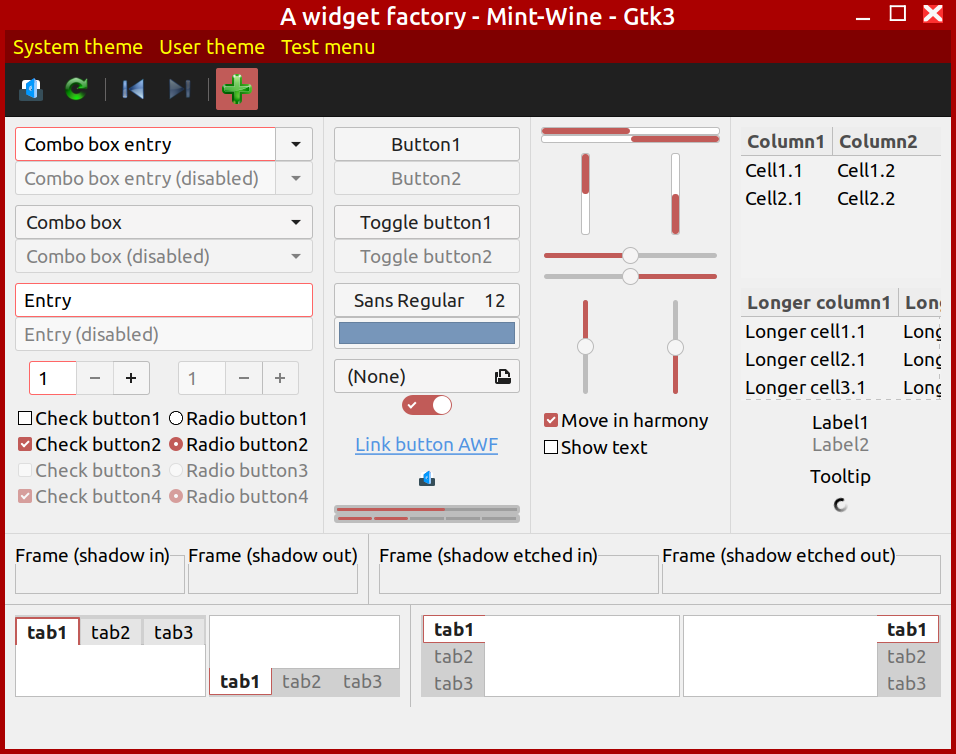 A widget factory - Mint-Wine - Gtk3
System theme User theme Test menu
Combo box entry
Combo box entry (disabled)
Combo box
Combo box (disabled)
Entry
Entry (disabled)
1 1
Check button1 Radio button1
Check button2 Radio button2
Check button3 Radio button3
Check button4 Radio button4
Button1
Button2
Toggle button1
Toggle button2
Sans Regular 12
(None)
Link button AWF
Move in harmony
Show text
Column1 Column2
Cell1.1 Cell1.2
Cell2.1 Cell2.2
Longer column1 Long
Longer cell1.1 Long
Longer cell2.1 Long
Longer cell3.1 Long
Label1
Label2
Tooltip
Frame (shadow in) Frame (shadow out) Frame (shadow etched in) Frame (shadow etched out)
tab1 tab2 tab3
tab1 tab2 tab3
tab1
tab2
tab3
tab1
tab2
tab3